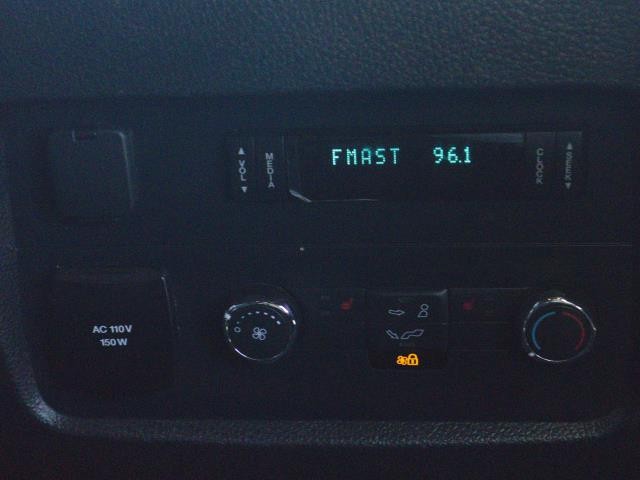 VOL
MEDIA
FMAST 96.1
CLOCK
SEEK
AC 110V
150W